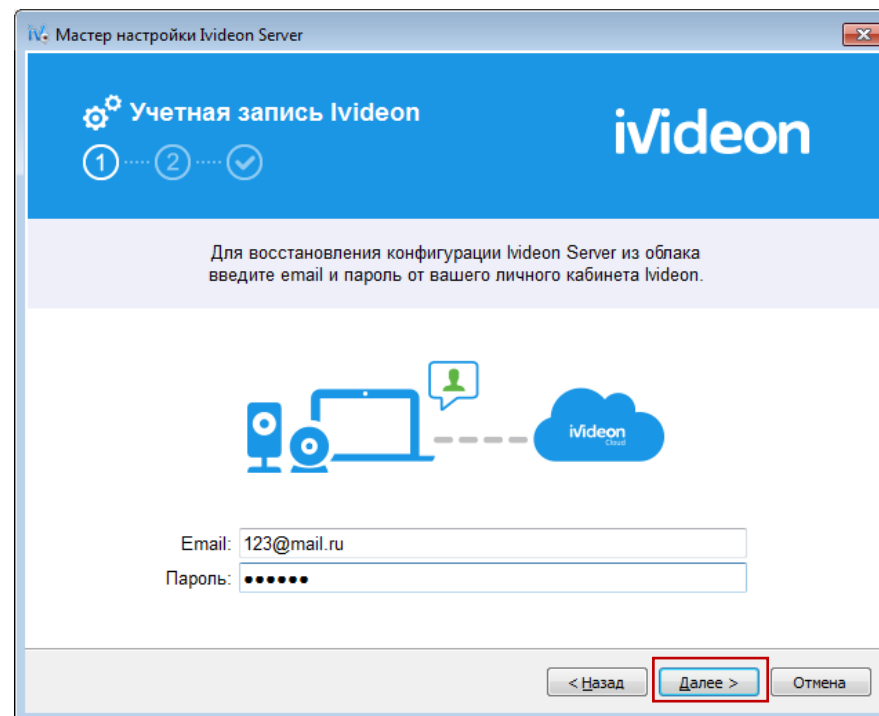 Мастер настройки Ivideon Server
Учетная запись Ivideon
iVideon
1 2
Для восстановления конфигурации Ivideon Server из облака
введите email и пароль от вашего личного кабинета Ivideon.
iVideon
Cloud
Email: 123@mail.ru
Пароль: ●●●●●●
< Назад Далее > Отмена